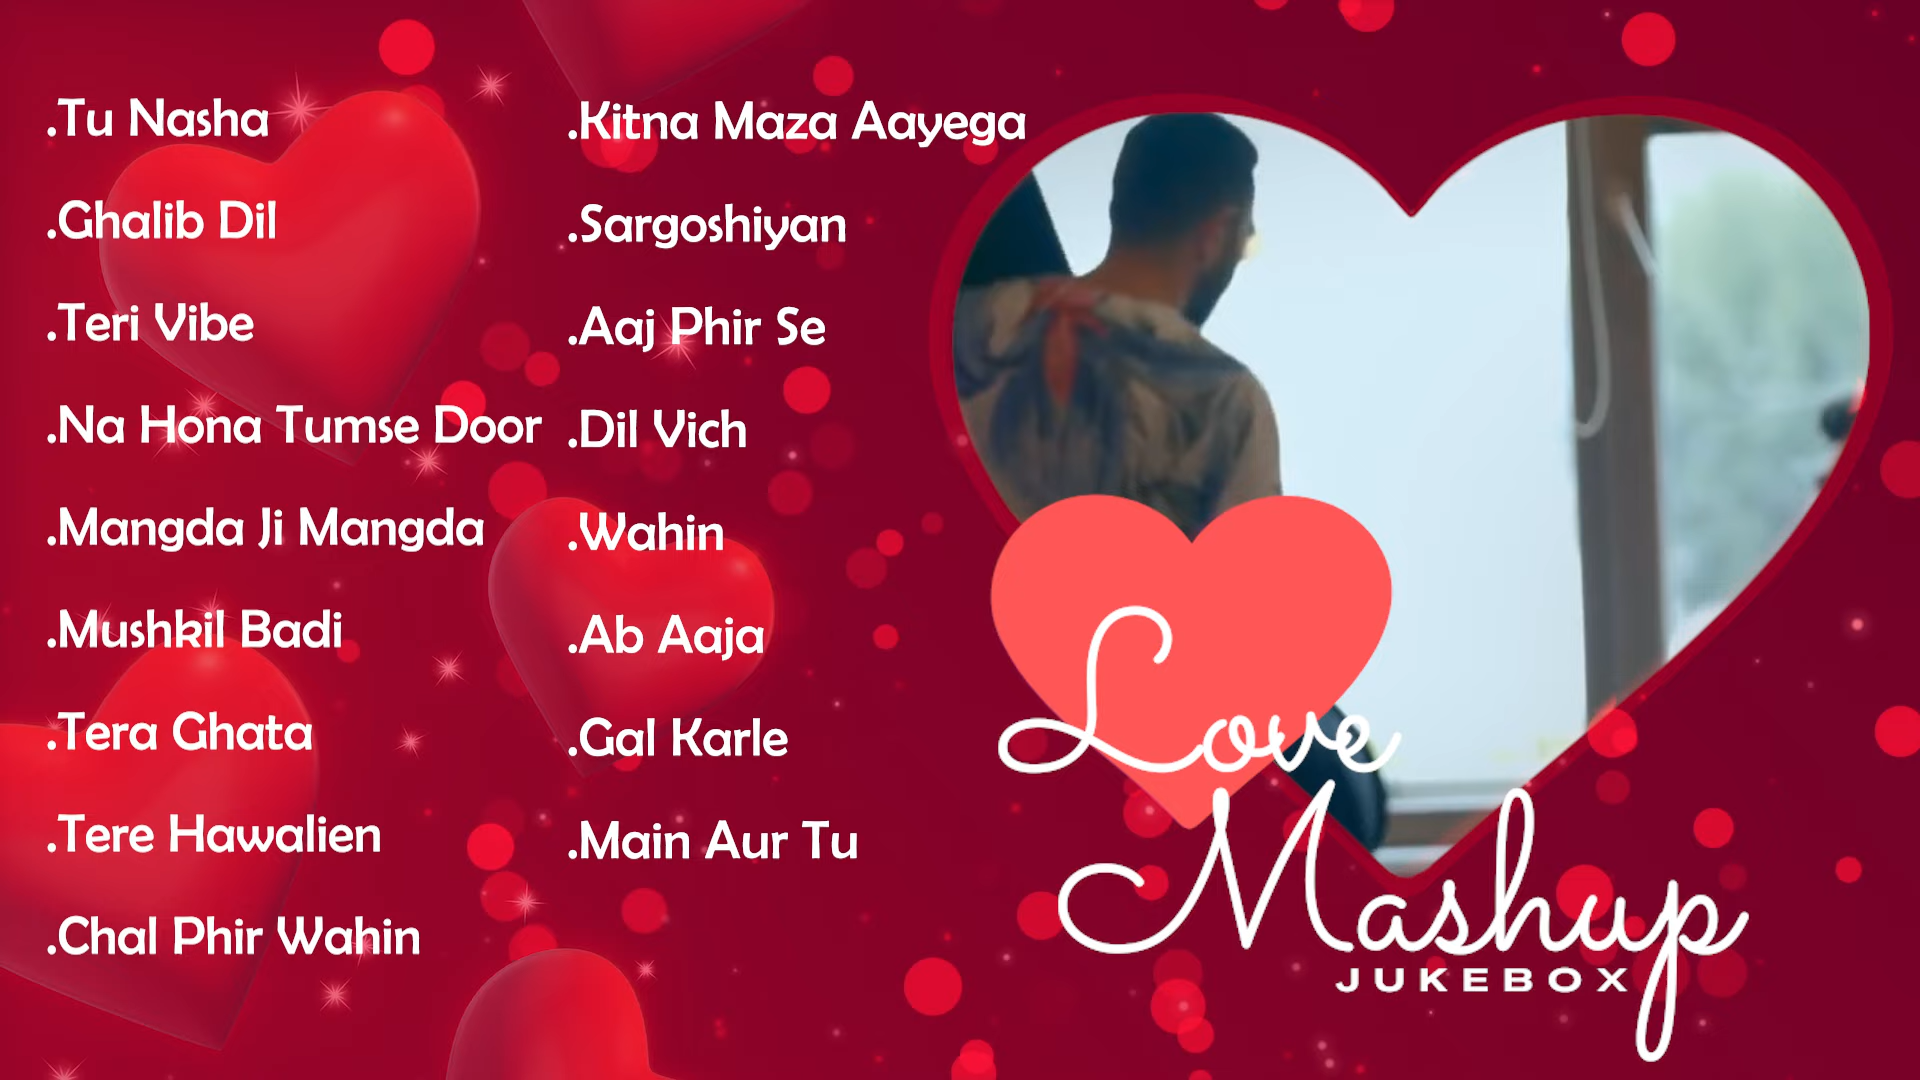 .Tu Nasha
.Ghalib Dil
.Teri Vibe
.Na Hona Tumse Door
.Mangda Ji Mangda
.Mushkil Badi
.Tera Ghata
.Tere Hawalien
.Chal Phir Wahin
.Kitna Maza Aayega
.Sargoshiyan
.Aaj Phir Se
.Dil Vich
.Wahin
.Ab Aaja
.Gal Karle
.Main Aur Tu
Love
Mashup
JUKEBOX